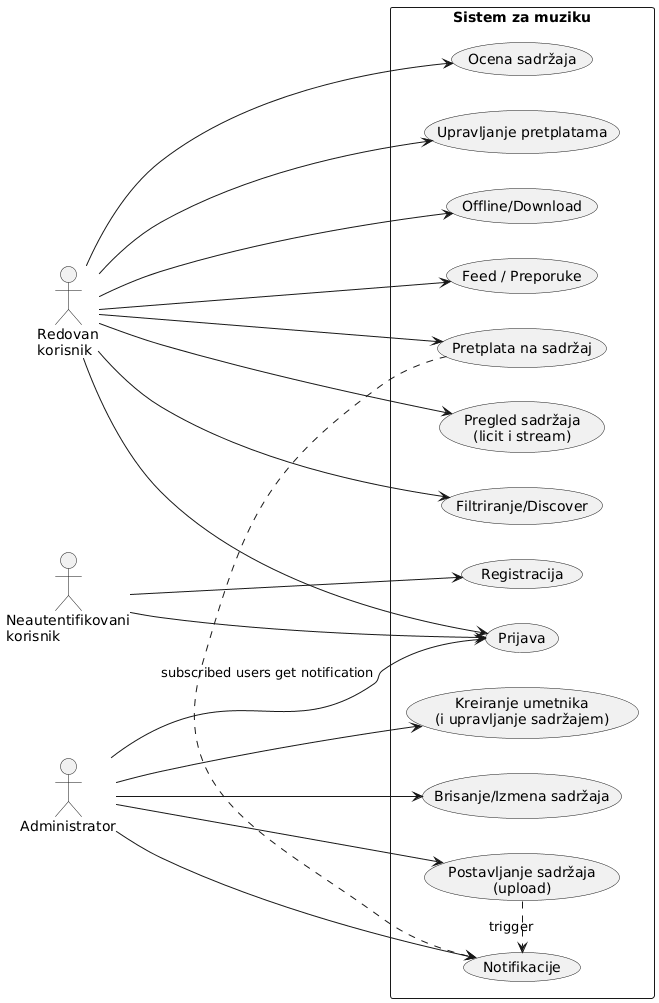 Sistem za muziku
Ocena sadržaja
Upravljanje pretplatama
Offline/Download
Feed / Preporuke
Redovan
korisnik
Pretplata na sadržaj
Pregled sadržaja
(licit i stream)
Filtriranje/Discover
Registracija
Neautentifikovani
korisnik
Prijava
subscribed users get notification
Kreiranje umetnika
(i upravljanje sadržajem)
Brisanje/Izmena sadržaja
Administrator
Postavljanje sadržaja
(upload)
trigger
Notifikacije